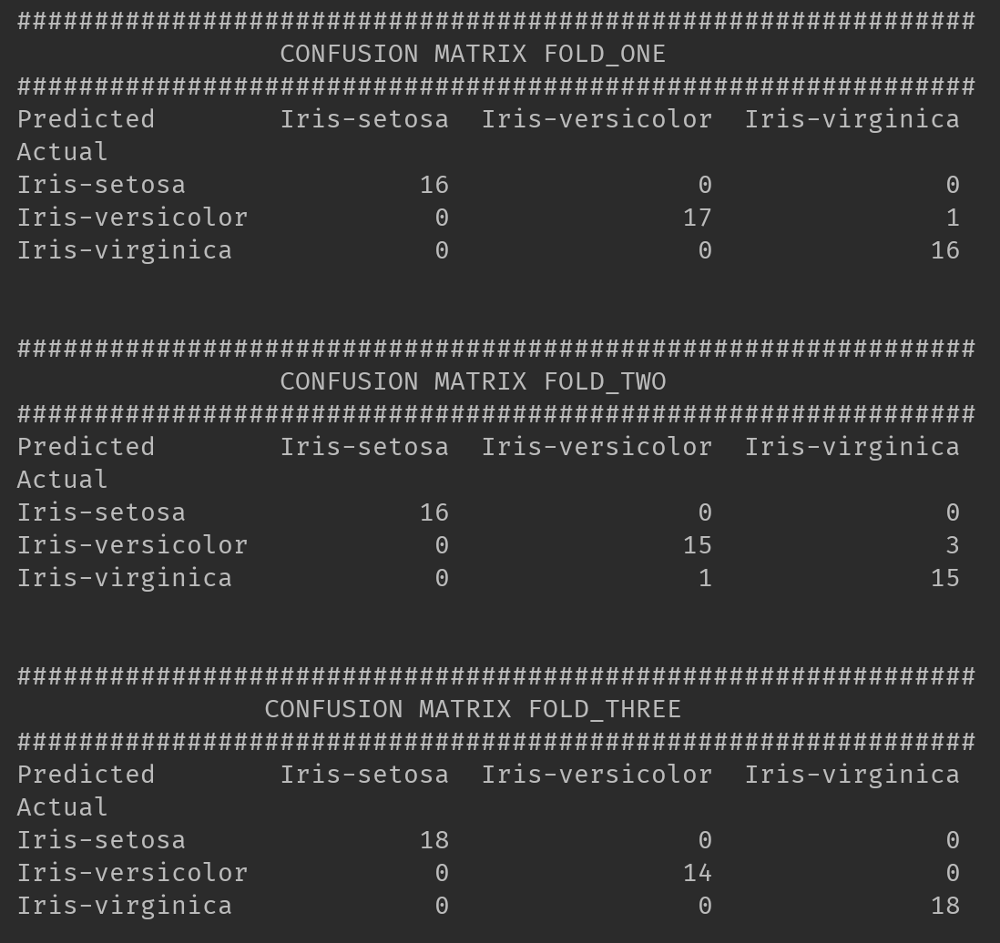 ##############################################################
CONFUSION MATRIX FOLD_ONE
##############################################################
Predicted        Iris-setosa  Iris-versicolor  Iris-virginica
Actual
Iris-setosa               16                0               0
Iris-versicolor            0               17               1
Iris-virginica             0                0              16
##############################################################
CONFUSION MATRIX FOLD_TWO
##############################################################
Predicted        Iris-setosa  Iris-versicolor  Iris-virginica
Actual
Iris-setosa               16                0               0
Iris-versicolor            0               15               3
Iris-virginica             0                1              15
##############################################################
CONFUSION MATRIX FOLD_THREE
##############################################################
Predicted        Iris-setosa  Iris-versicolor  Iris-virginica
Actual
Iris-setosa               18                0               0
Iris-versicolor            0               14               0
Iris-virginica             0                0              18